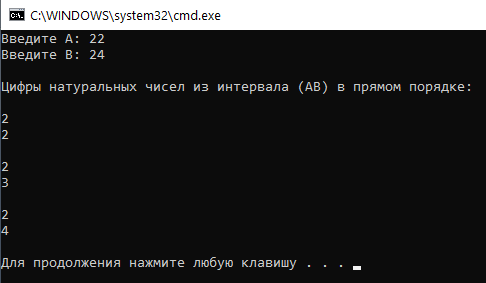 C:\WINDOWS\system32\cmd.exe
Введите A: 22
Введите B: 24
Цифры натуральных чисел из интервала (AB) в прямом порядке:
2
2
2
3
2
4
Для продолжения нажмите любую клавишу . . .